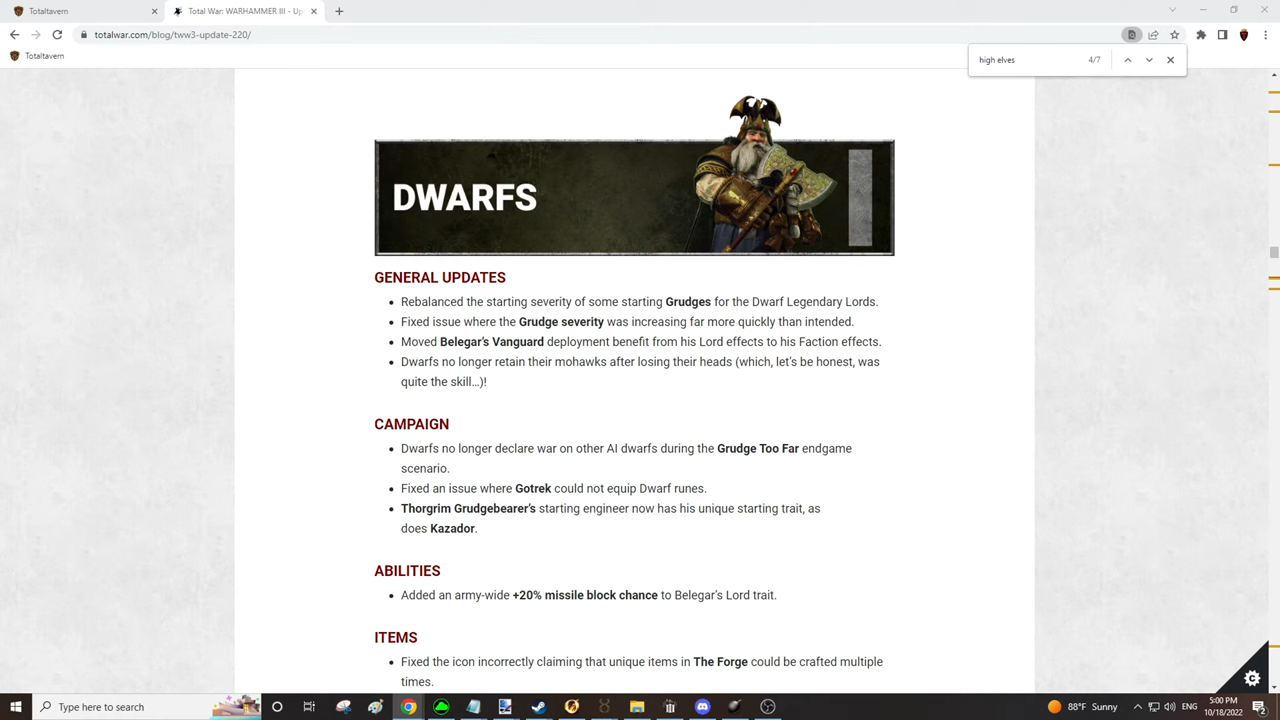 Totaltavern
Total War: WARHAMMER III - Up
totalwar.com/blog/tww3-update-220/
Totaltavern
high elves
4/7
DWARFS
GENERAL UPDATES
Rebalanced the starting severity of some starting Grudges for the Dwarf Legendary Lords.
Fixed issue where the Grudge severity was increasing far more quickly than intended.
Moved Belegar’s Vanguard deployment benefit from his Lord effects to his Faction effects.
Dwarfs no longer retain their mohawks after losing their heads (which, let’s be honest, was
quite the skill…)!
CAMPAIGN
Dwarfs no longer declare war on other AI dwarfs during the Grudge Too Far endgame
scenario.
Fixed an issue where Gotrek could not equip Dwarf runes.
Thorgrim Grudgebearer’s starting engineer now has his unique starting trait, as
does Kazador.
ABILITIES
Added an army-wide +20% missile block chance to Belegar’s Lord trait.
ITEMS
Fixed the icon incorrectly claiming that unique items in The Forge could be crafted multiple
times.
Type here to search
88°F Sunny
ENG
5:00 PM
10/18/2022
2